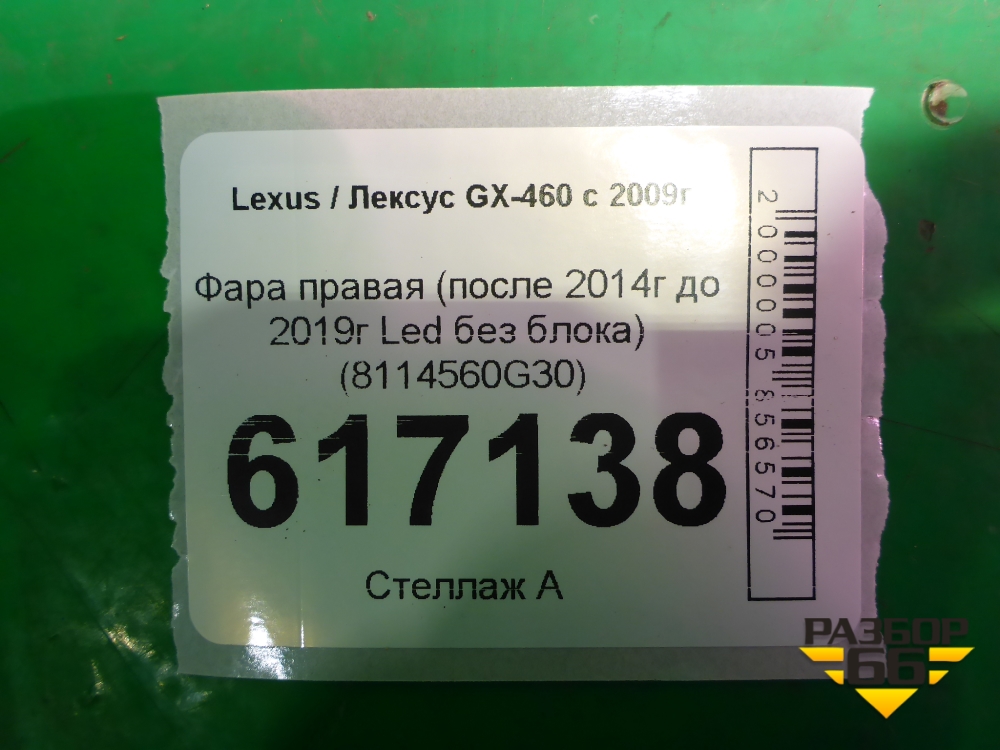 Lexus / Лексус GX-460 с 2009г
Фара правая (после 2014г до
2019г Led без блока)
(8114560G30)
617138
Стеллаж А
2000005856570
РАЗБОР
66